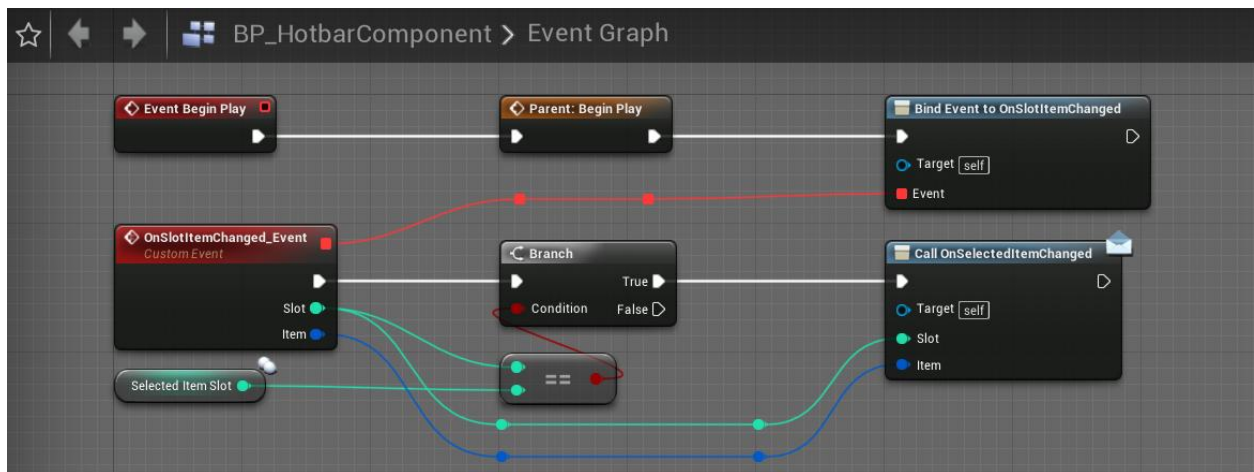 BP_HotbarComponent > Event Graph
Event Begin Play
Parent: Begin Play
Bind Event to OnSlotItemChanged
Target self
Event
OnSlotItemChanged_Event
Custom Event
Slot
Item
Branch
True
Condition
False
Call OnSelectedItemChanged
Target self
Slot
Item
Selected Item Slot
==